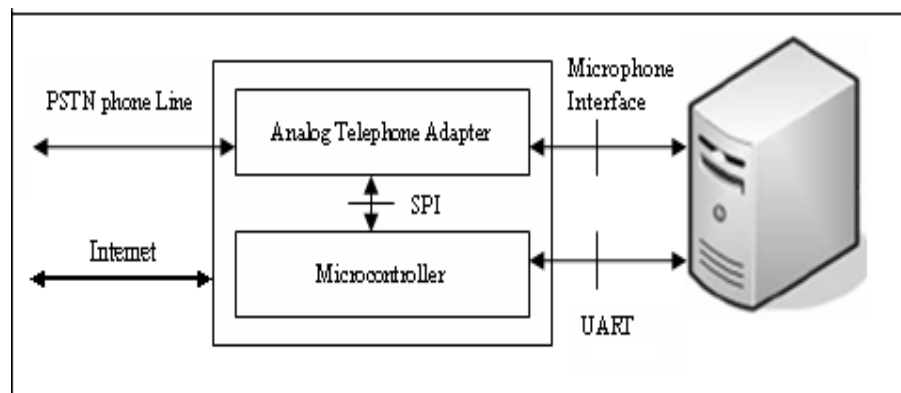 PSTN phone Line
Analog Telephone Adapter
Microphone
Interface
SPI
Internet
Microcontroller
UART